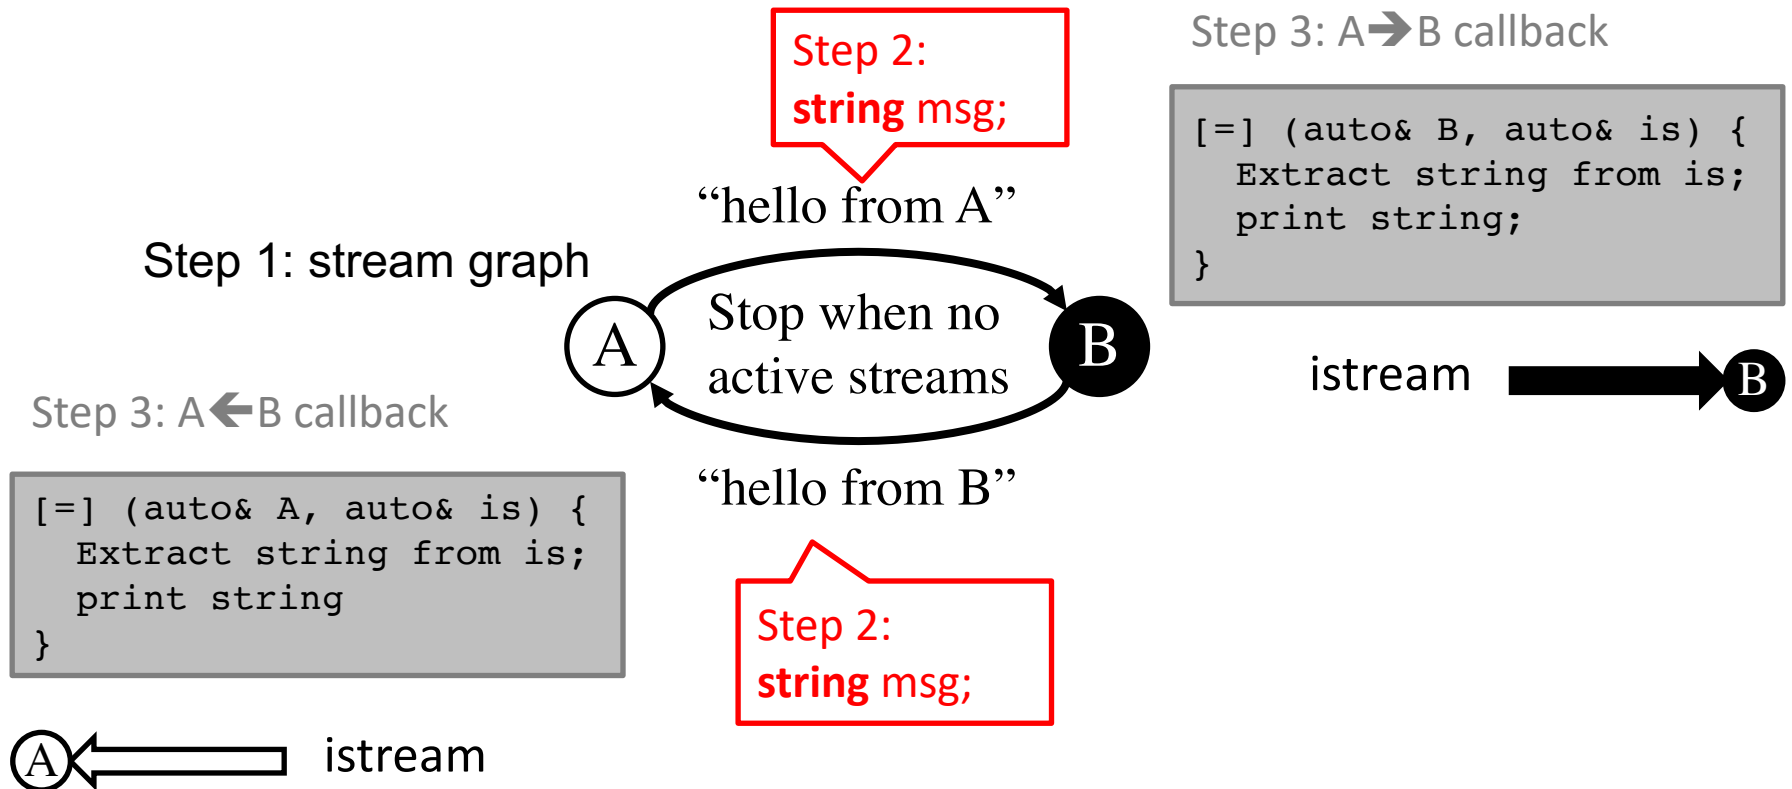 Step 2:
string msg;
Step 3: A➔B callback
[=] (auto& B, auto& is) {
Extract string from is;
print string;
}
“hello from A”
Step 1: stream graph
A
Stop when no
active streams
B
istream
B
Step 3: A🡸B callback
[=] (auto& A, auto& is) {
Extract string from is;
print string
}
“hello from B”
Step 2:
string msg;
A
istream